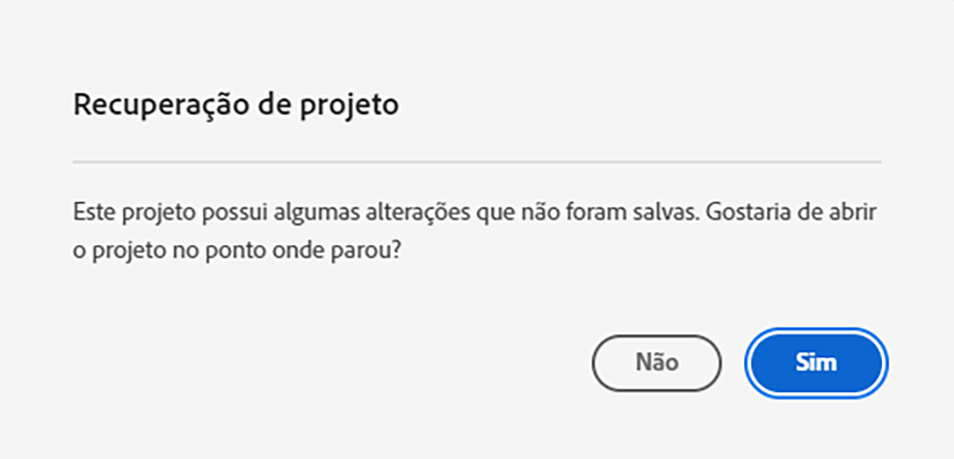 Recuperação de projeto
Este projeto possui algumas alterações que não foram salvas. Gostaria de abrir
o projeto no ponto onde parou?
Não
Sim